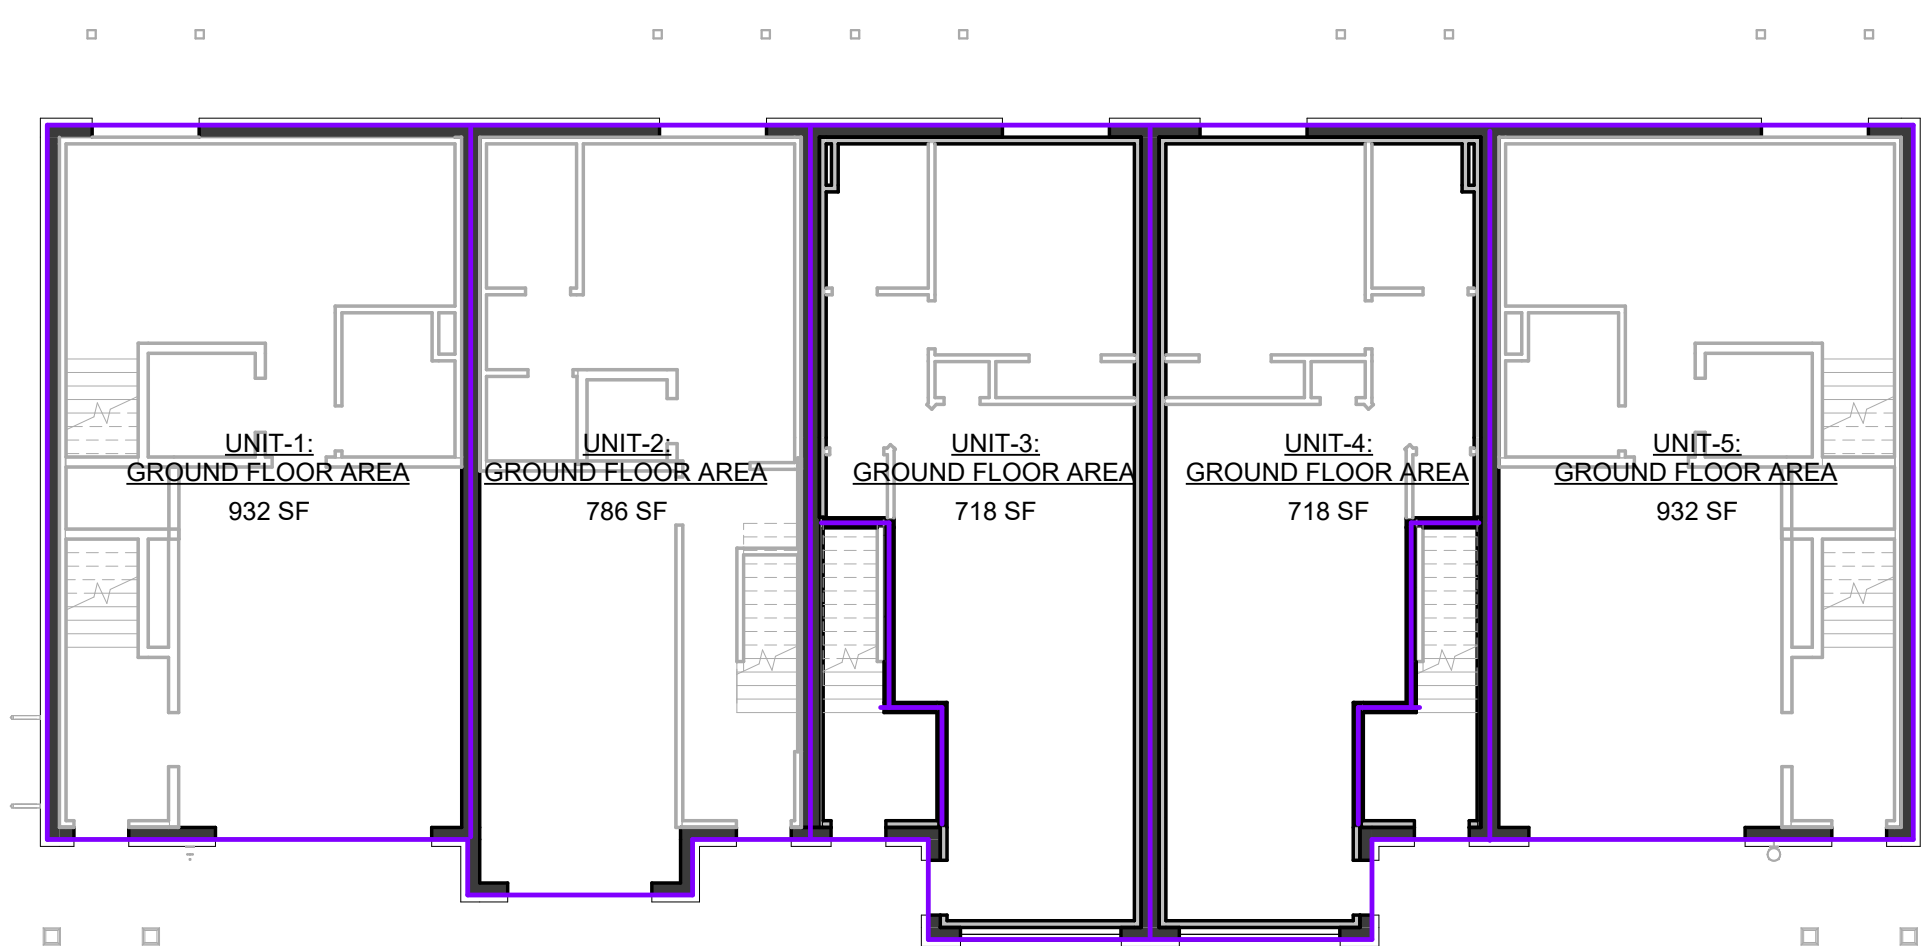 UNIT-1:
GROUND FLOOR AREA
932 SF
UNIT-2:
GROUND FLOOR AREA
786 SF
UNIT-3:
GROUND FLOOR AREA
718 SF
UNIT-4:
GROUND FLOOR AREA
718 SF
UNIT-5:
GROUND FLOOR AREA
932 SF